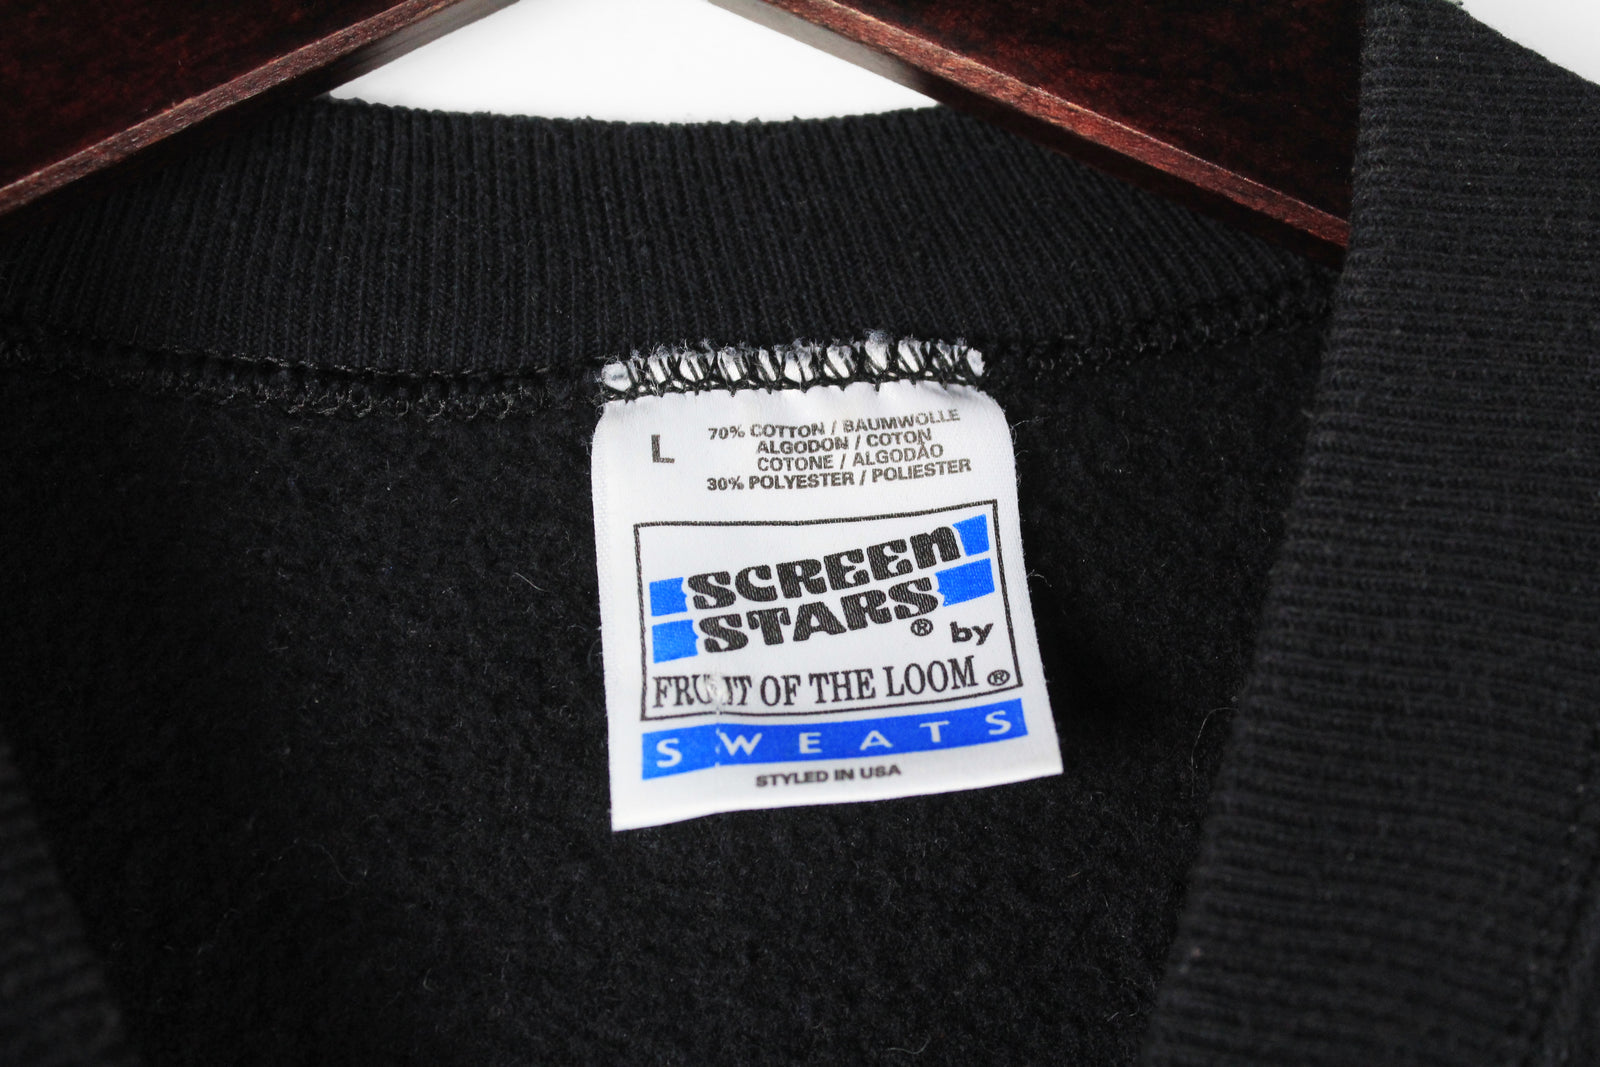 L
70% COTTON / BAUMWOLLE
ALGODON / COTON
COTONE / ALGODÃO
30% POLYESTER / POLIESTER
SCREEN
STARS® by
FRUIT OF THE LOOM®
SWEATS
STYLED IN USA